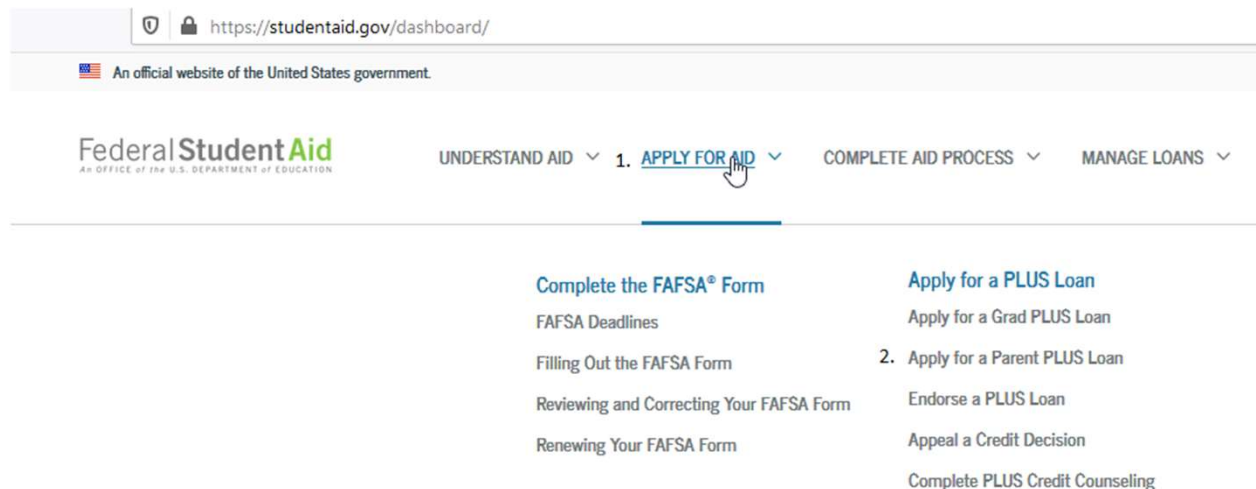 https://studentaid.gov/dashboard/
An official website of the United States government.
Federal Student Aid
An OFFICE of the U.S. DEPARTMENT of EDUCATION
UNDERSTAND AID 1. APPLY FOR AID COMPLETE AID PROCESS MANAGE LOANS
Complete the FAFSA® Form
FAFSA Deadlines
Filling Out the FAFSA Form
Reviewing and Correcting Your FAFSA Form
Renewing Your FAFSA Form
Apply for a PLUS Loan
Apply for a Grad PLUS Loan
2. Apply for a Parent PLUS Loan
Endorse a PLUS Loan
Appeal a Credit Decision
Complete PLUS Credit Counseling